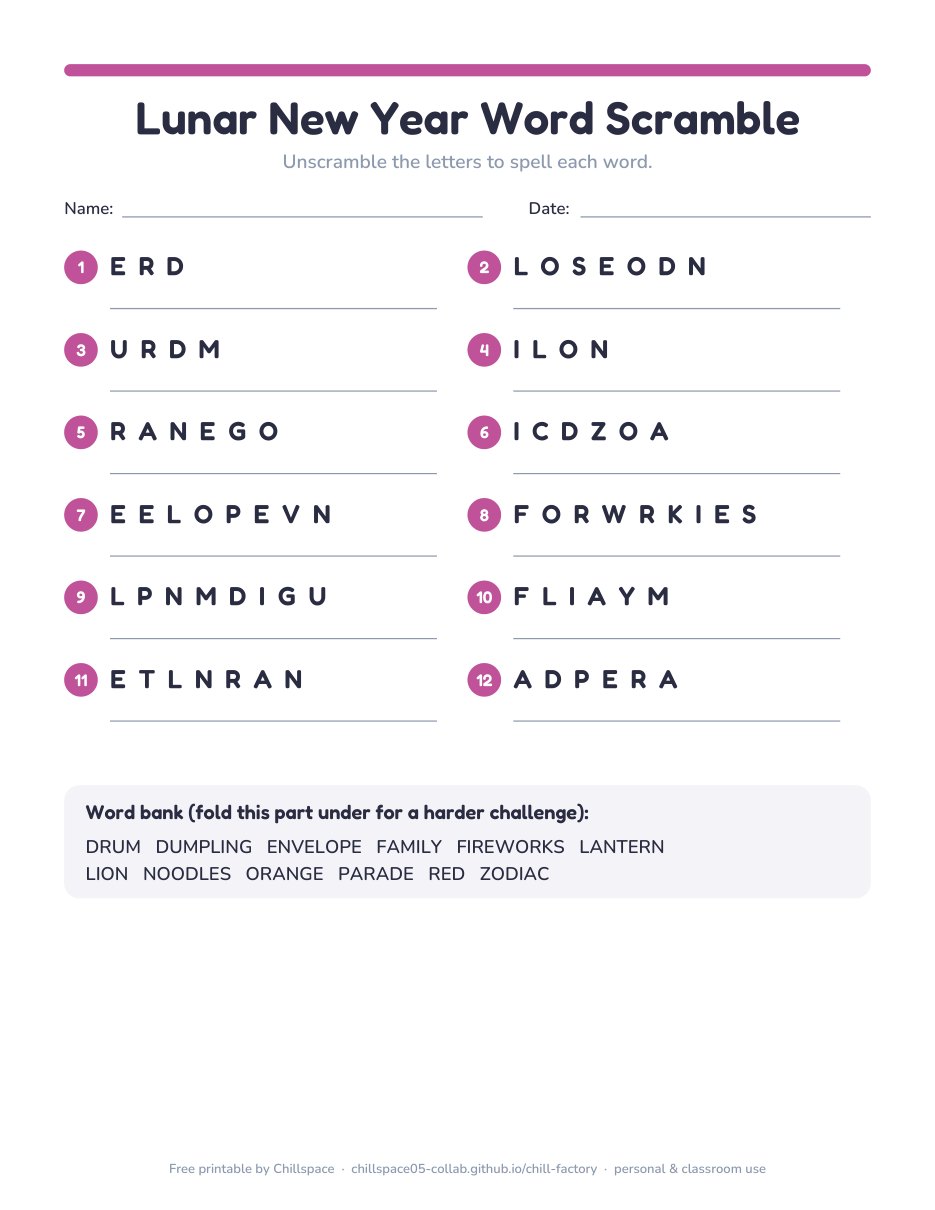 Lunar New Year Word Scramble
Unscramble the letters to spell each word.
Name: Date:
1 E R D
2 L O S E O D N
3 U R D M
4 I L O N
5 R A N E G O
6 I C D Z O A
7 E E L O P E V N
8 F O R W R K I E S
9 L P N M D I G U
10 F L I A Y M
11 E T L N R A N
12 A D P E R A
Word bank (fold this part under for a harder challenge):
DRUM DUMPLING ENVELOPE FAMILY FIREWORKS LANTERN
LION NOODLES ORANGE PARADE RED ZODIAC
Free printable by Chillspace · chillspace05-collab.github.io/chill-factory · personal & classroom use